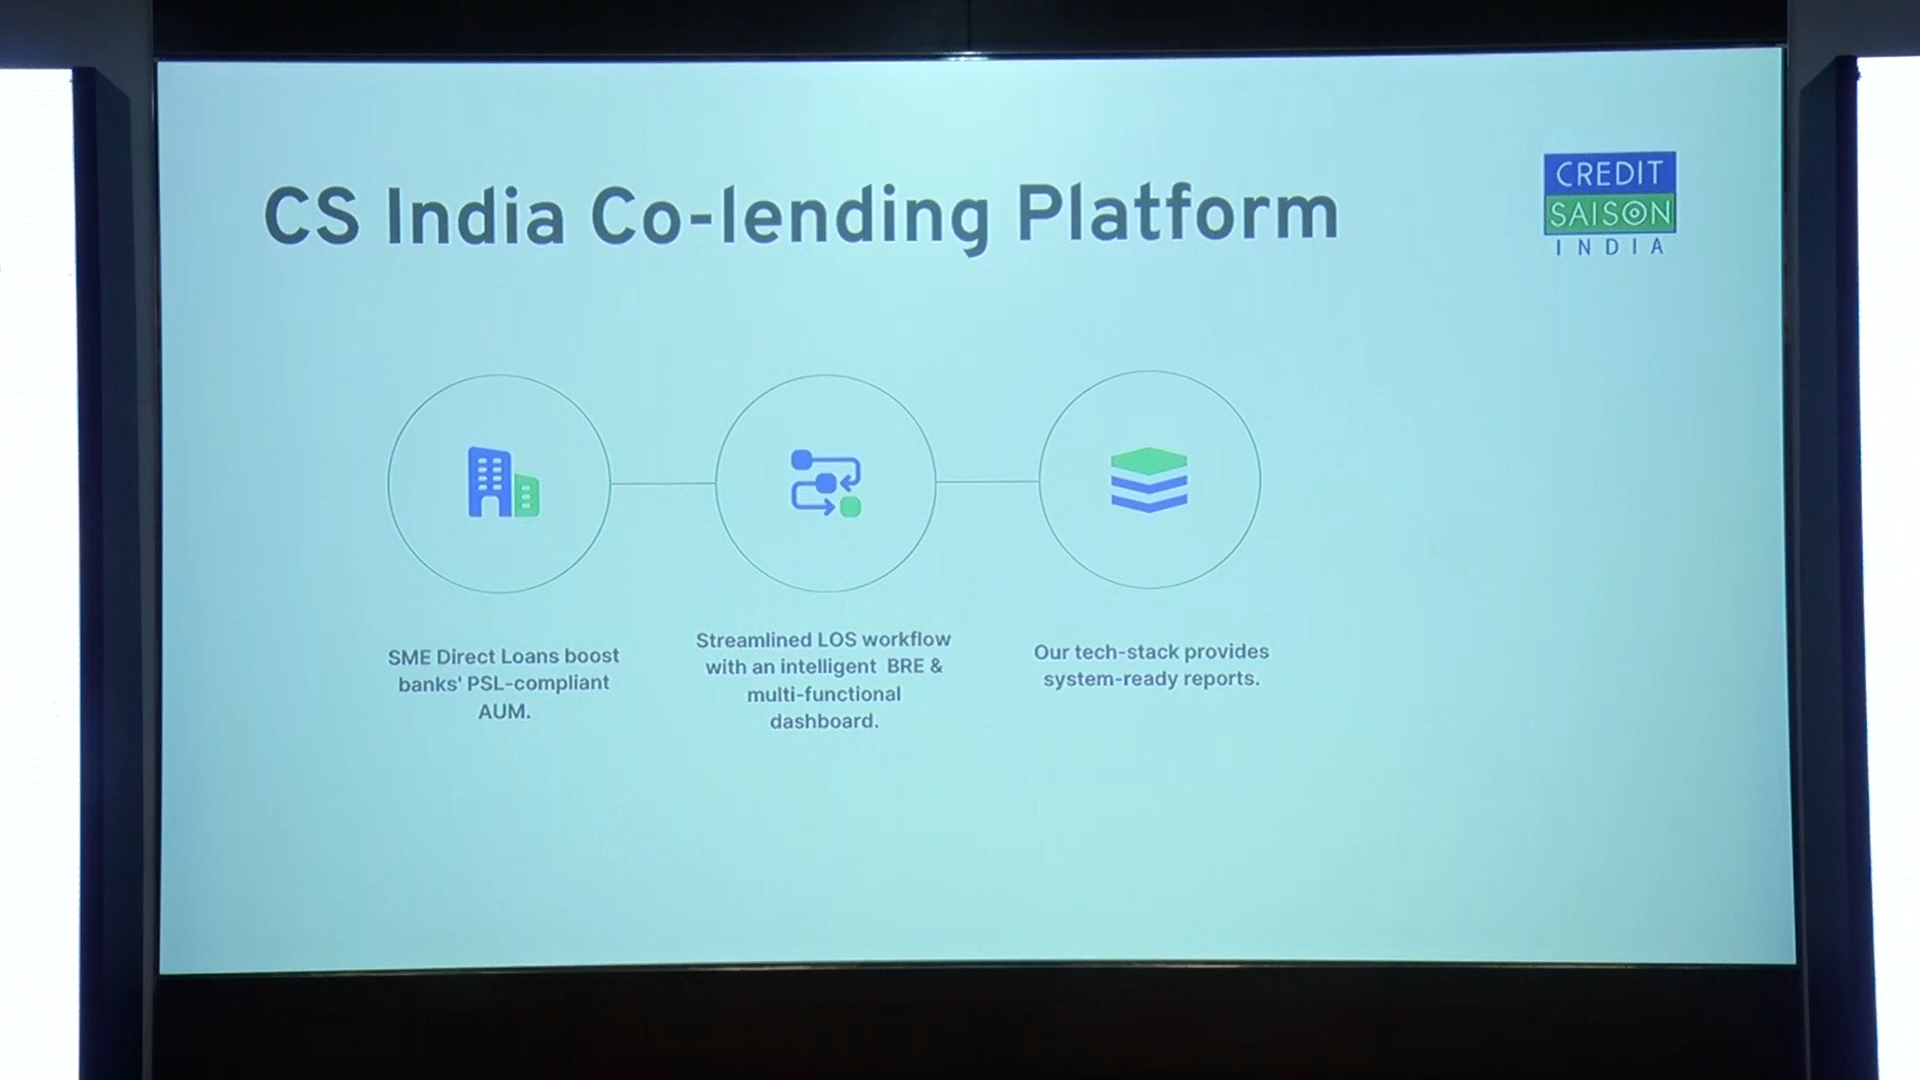 CS India Co-lending Platform
CREDIT
SAISON
INDIA
SME Direct Loans boost
banks' PSL-compliant
AUM.
Streamlined LOS workflow
with an intelligent BRE &
multi-functional
dashboard.
Our tech-stack provides
system-ready reports.